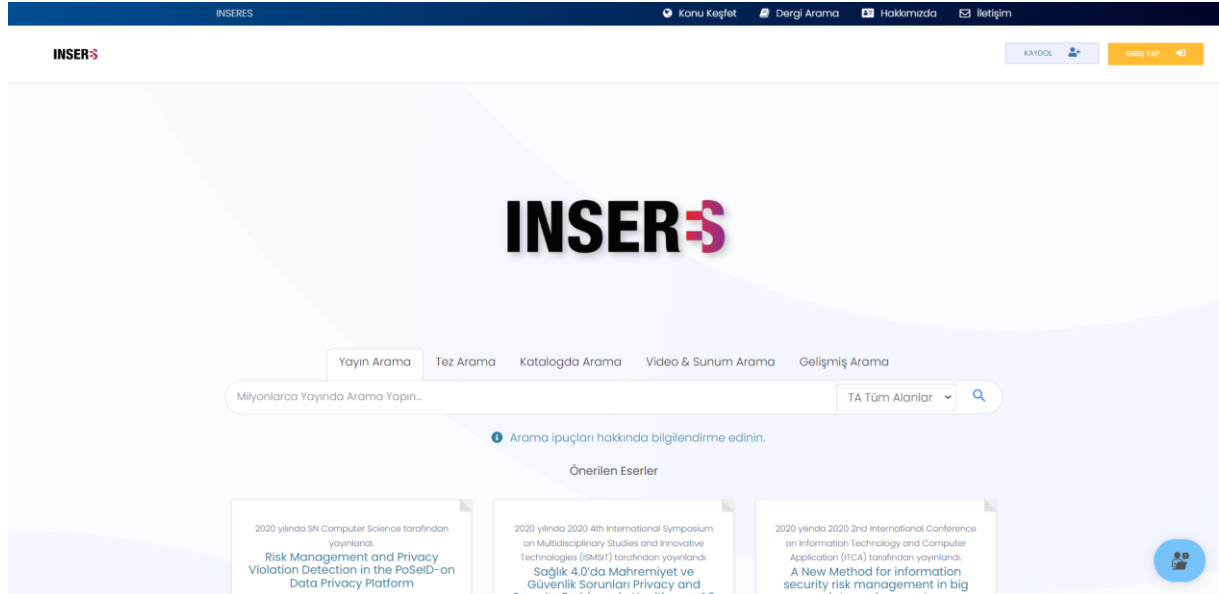 INSERES Konu Keşfet Dergi Arama Hakkımızda İletişim
INSERES KAYDOL GIRIŞ YAP
INSERES
Yayın Arama Tez Arama Katalogda Arama Video & Sunum Arama Gelişmiş Arama
Milyonlarca Yayında Arama Yapın... TA Tüm Alanlar
Arama ipuçları hakkında bilgilendirme edinin.
Önerilen Eserler
2020 yılında SN Computer Science tarafından
yayınlandı.
Risk Management and Privacy
Violation Detection in the PoSeID-on
Data Privacy Platform
2020 yılında 2020 4th International Symposium
on Multidisciplinary Studies and Innovative
Technologies (ISMSIT) tarafından yayınlandı.
Sağlık 4.0’da Mahremiyet ve
Güvenlik Sorunları Privacy and
2020 yılında 2020 2nd International Conference
on Information Technology and Computer
Application (ITCA) tarafından yayınlandı.
A New Method for information
security risk management in big